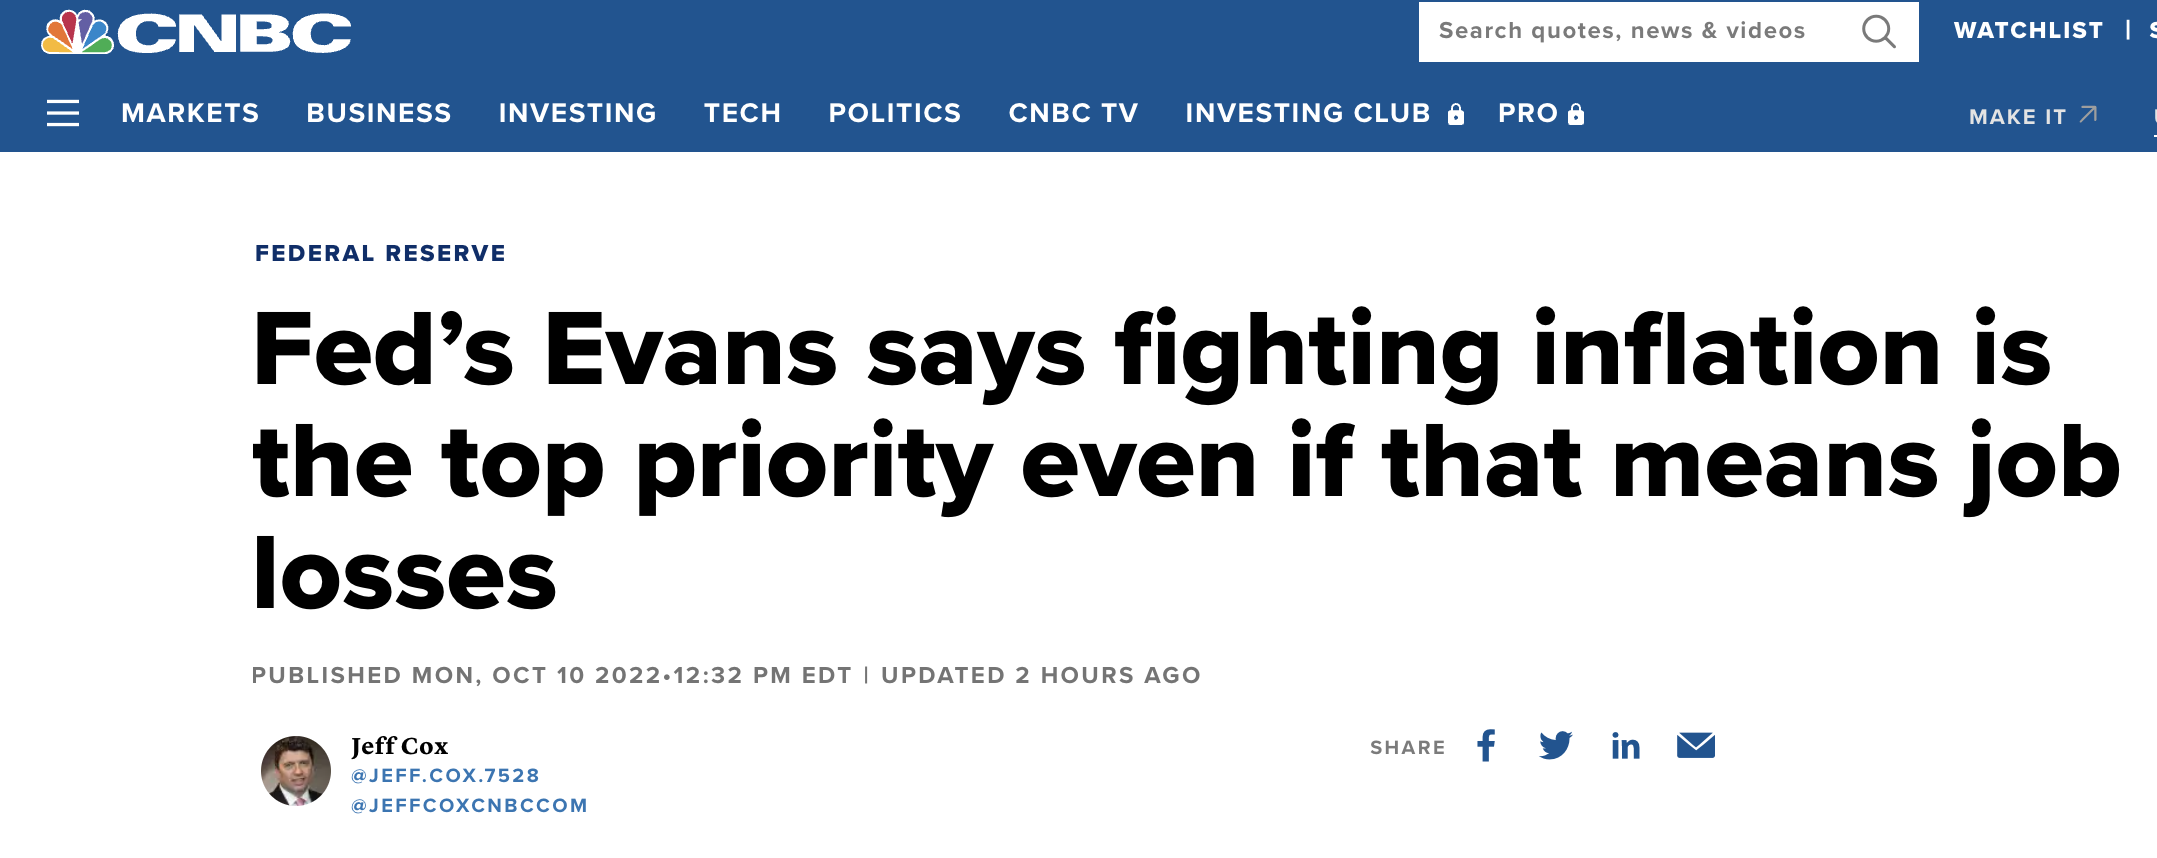 CNBC
Search quotes, news & videos
WATCHLIST |
MARKETS BUSINESS INVESTING TECH POLITICS CNBC TV INVESTING CLUB PRO
MAKE IT
FEDERAL RESERVE
Fed’s Evans says fighting inflation is
the top priority even if that means job
losses
PUBLISHED MON, OCT 10 2022•12:32 PM EDT | UPDATED 2 HOURS AGO
Jeff Cox
@JEFF.COX.7528
@JEFFCOXCNBCCOM
SHARE